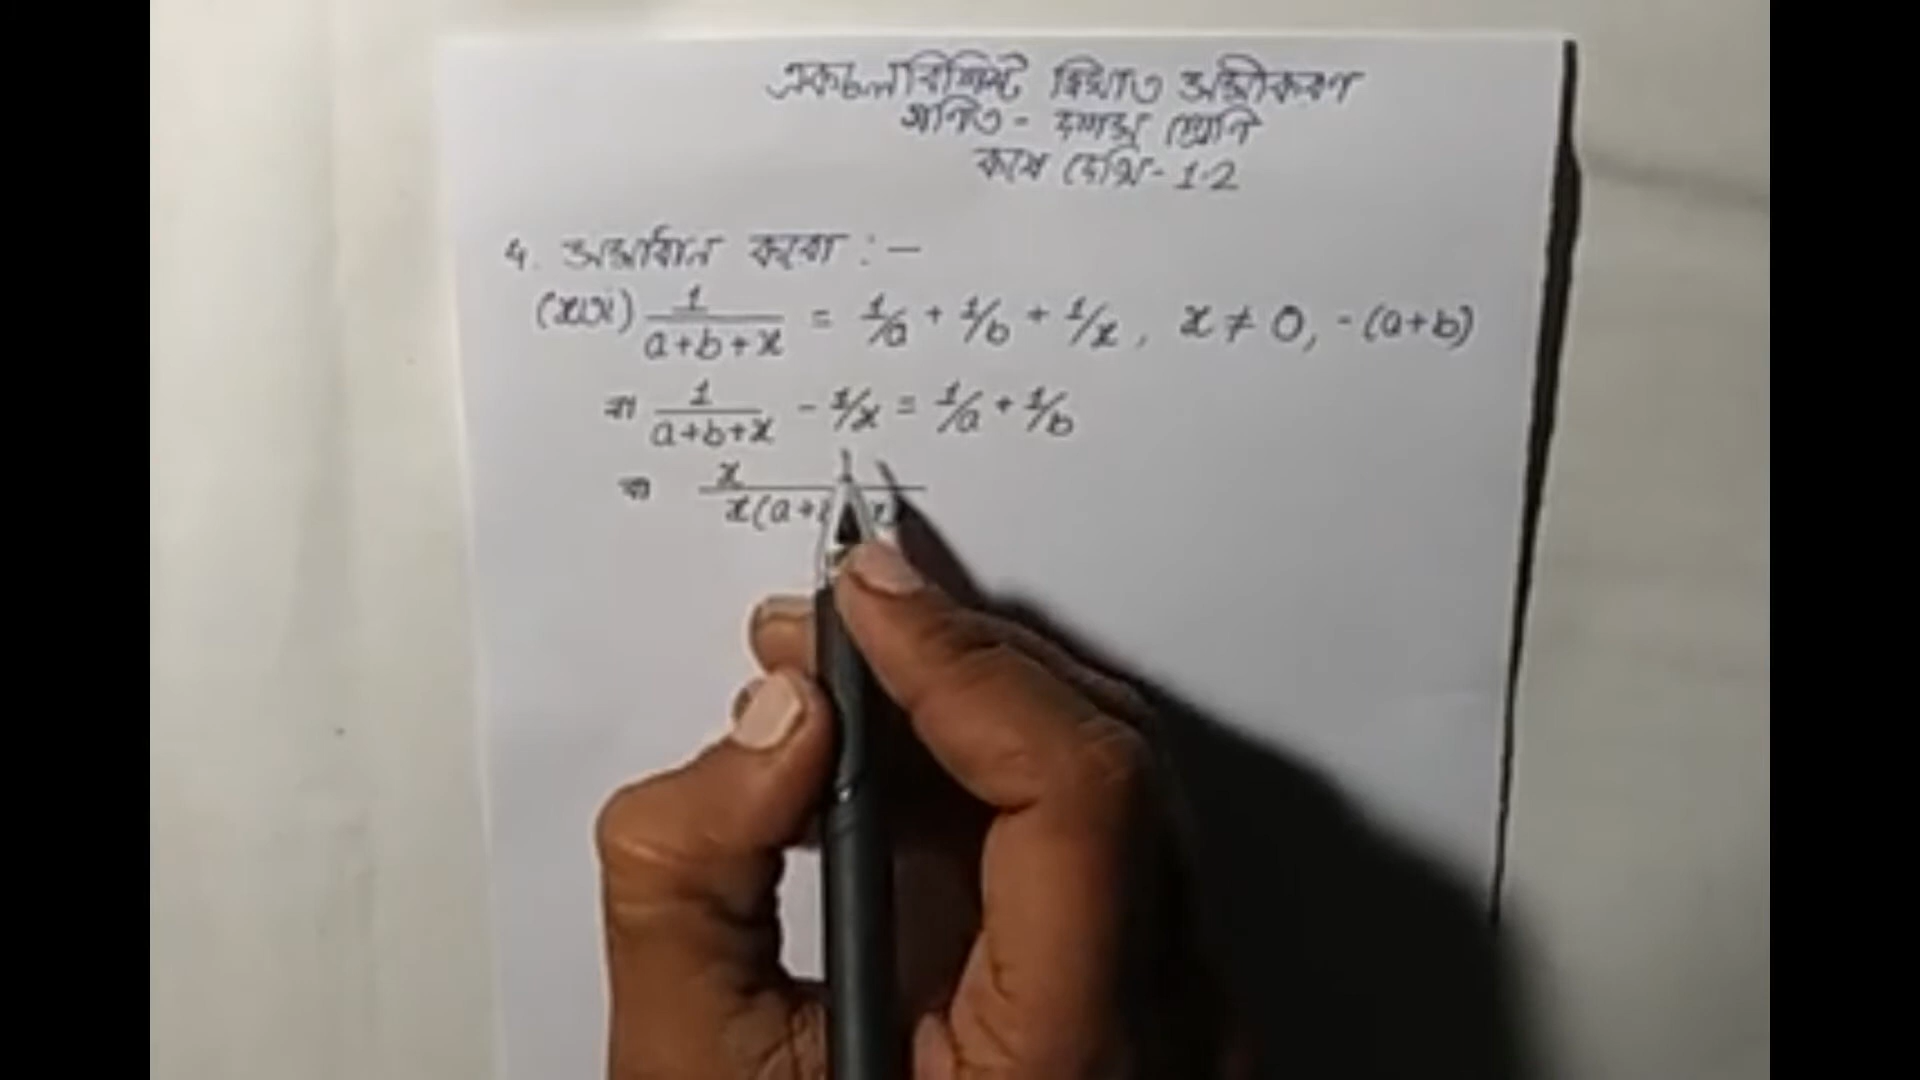 একচলবিশিষ্ট দ্বিঘাত সমীকরণ
গণিত - দশম শ্রেণি
কষে দেখি - 1.2
4. সমাধান করো :—
(xvi) 1/(a+b+x) = 1/a + 1/b + 1/x, x ≠ 0, -(a+b)
বা 1/(a+b+x) - 1/x = 1/a + 1/b
বা x / x(a+